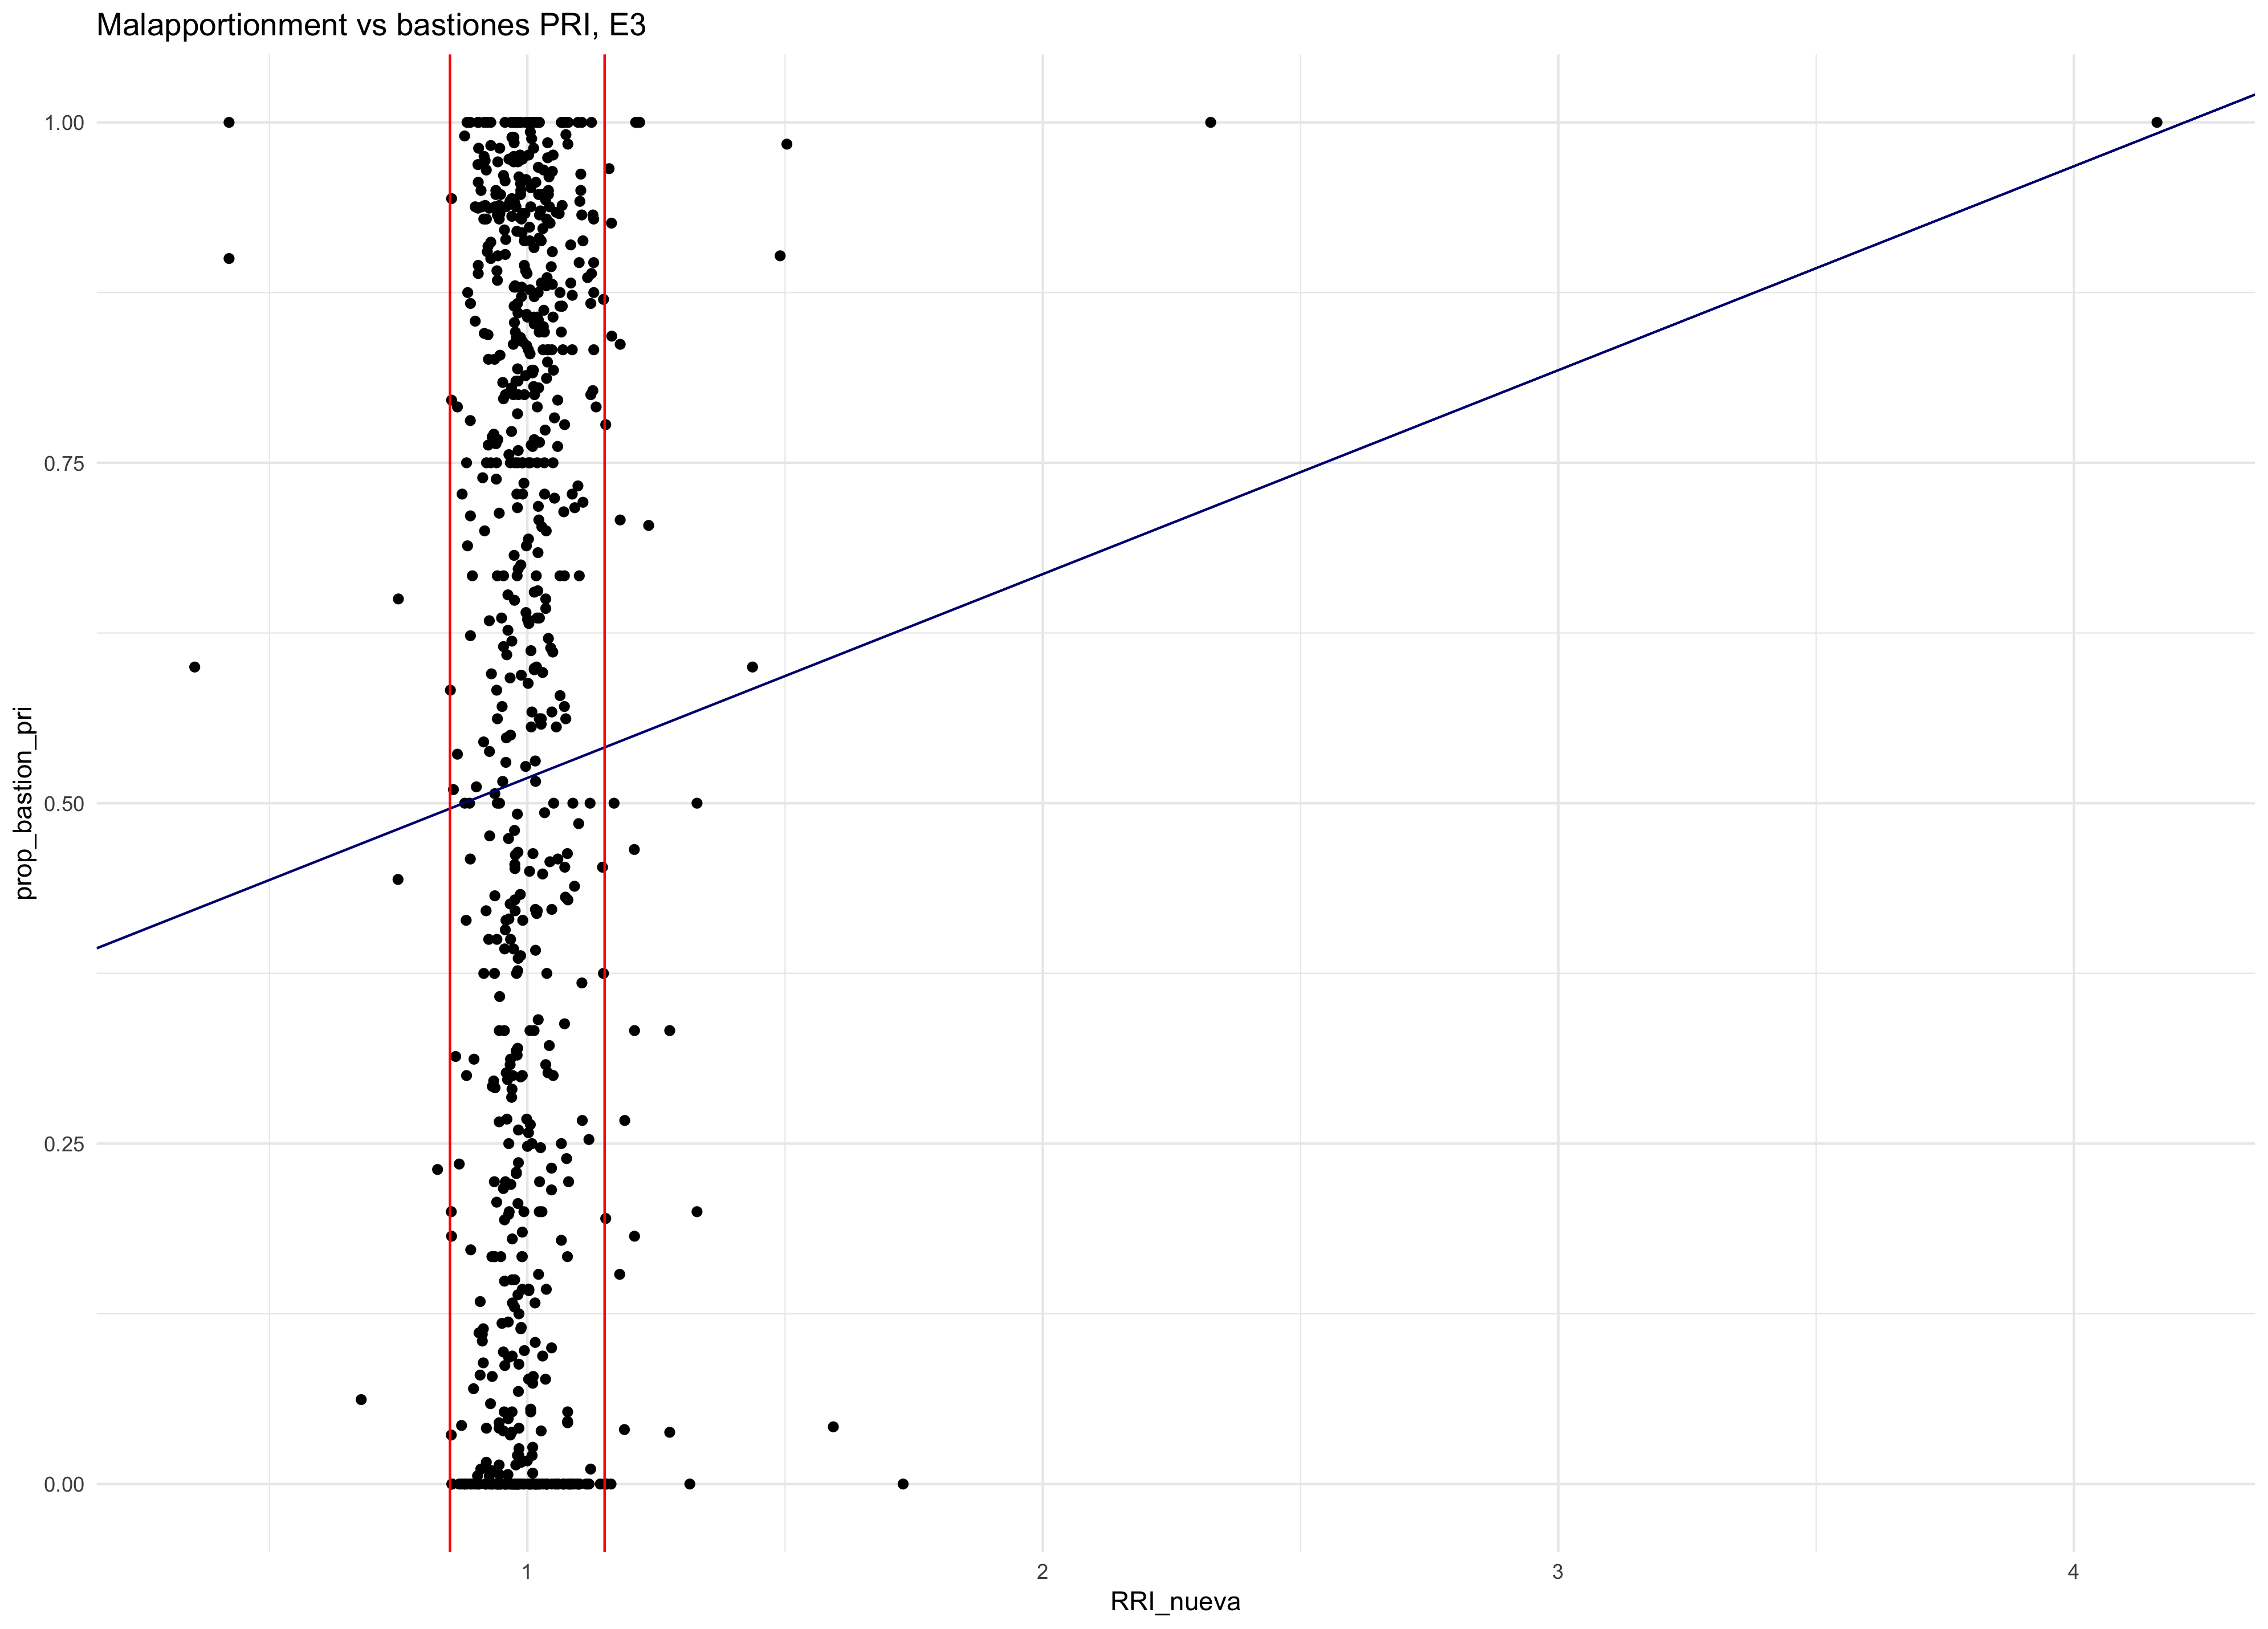 Malapportionment vs bastiones PRI, E3
1.00
0.75
0.50
0.25
0.00
prop_bastion_pri
1 2 3 4
RRI_nueva